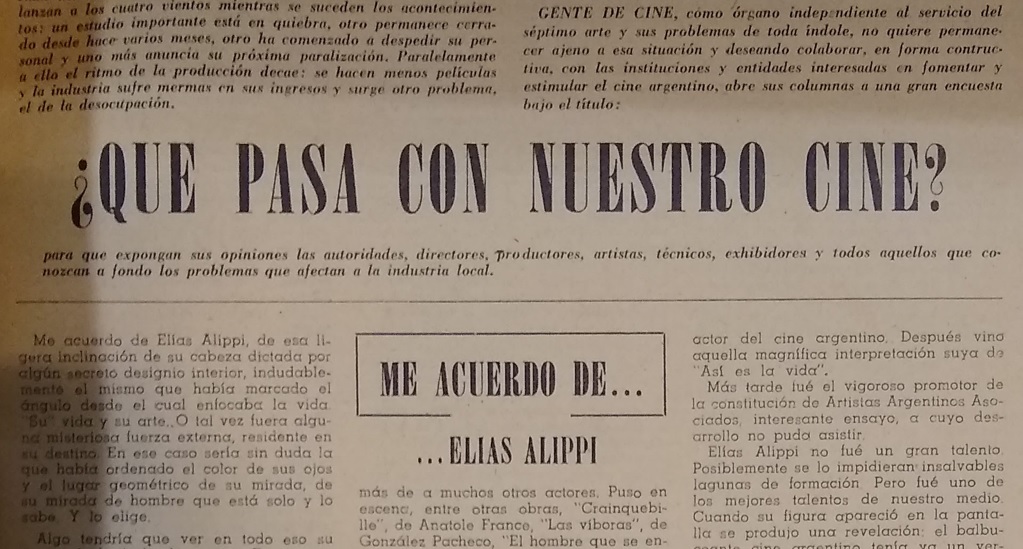 lanzan a los cuatro vientos mientras se suceden los acontecimien-
tos: un estudio importante está en quiebra, otro permanece cerra-
do desde hace varios meses, otro ha comenzado a despedir su per-
sonal y uno más anuncia su próxima paralización. Paralelamente
a ello el ritmo de la producción decae: se hacen menos películas
y la industria sufre mermas en sus ingresos y surge otro problema,
el de la desocupación.
GENTE DE CINE, cómo órgano independiente al servicio del
séptimo arte y sus problemas de toda índole, no quiere permane-
cer ajeno a esa situación y deseando colaborar, en forma contruc-
tiva, con las instituciones y entidades interesadas en fomentar y
estimular el cine argentino, abre sus columnas a una gran encuesta
bajo el título:
¿QUE PASA CON NUESTRO CINE?
para que expongan sus opiniones las autoridades, directores, productores, artistas, técnicos, exhibidores y todos aquellos que co-
nozcan a fondo los problemas que afectan a la industria local.
Me acuerdo de Elías Alippi, de esa li-
gera inclinación de su cabeza dictada por
algún secreto designio interior, indudable-
mente el mismo que había marcado el
ángulo desde el cual enfocaba la vida.
"Su" vida y su arte. O tal vez fuera algu-
na misteriosa fuerza externa, residente en
su destino. En ese caso sería sin duda la
que había ordenado el color de sus ojos
y el lugar geométrico de su mirada, de
su mirada de hombre que está solo y lo
sabe. Y lo elige.
Algo tendría que ver en todo eso su
ME ACUERDO DE...
...ELIAS ALIPPI
más de a muchos otros actores. Puso en
escena, entre otras obras, "Crainquebi-
lle", de Anatole France, "Las víboras", de
González Pacheco, "El hombre que se en-
actor del cine argentino. Después vino
aquella magnífica interpretación suya de
"Así es la vida".
Más tarde fué el vigoroso promotor de
la constitución de Artistas Argentinos Aso-
ciados, interesante ensayo, a cuyo des-
arrollo no pudo asistir.
Elías Alippi no fué un gran talento.
Posiblemente se lo impidieran insalvables
lagunas de formación. Pero fué uno de
los mejores talentos de nuestro medio.
Cuando su figura apareció en la panta-
lla se produjo una revelación: el balbu-
ceante cine argentino tenía ya un ver-